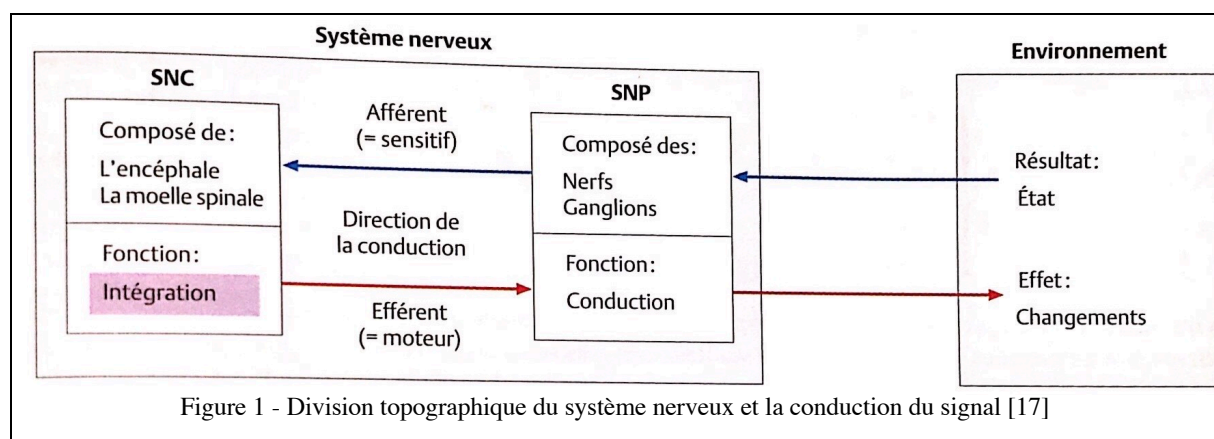 Système nerveux
SNC
Composé de :
L'encéphale
La moelle spinale
Fonction :
Intégration
Afférent
(= sensitif)
Direction de
la conduction
Efférent
(= moteur)
SNP
Composé des :
Nerfs
Ganglions
Fonction :
Conduction
Environnement
Résultat :
État
Effet :
Changements
Figure 1 - Division topographique du système nerveux et la conduction du signal [17]